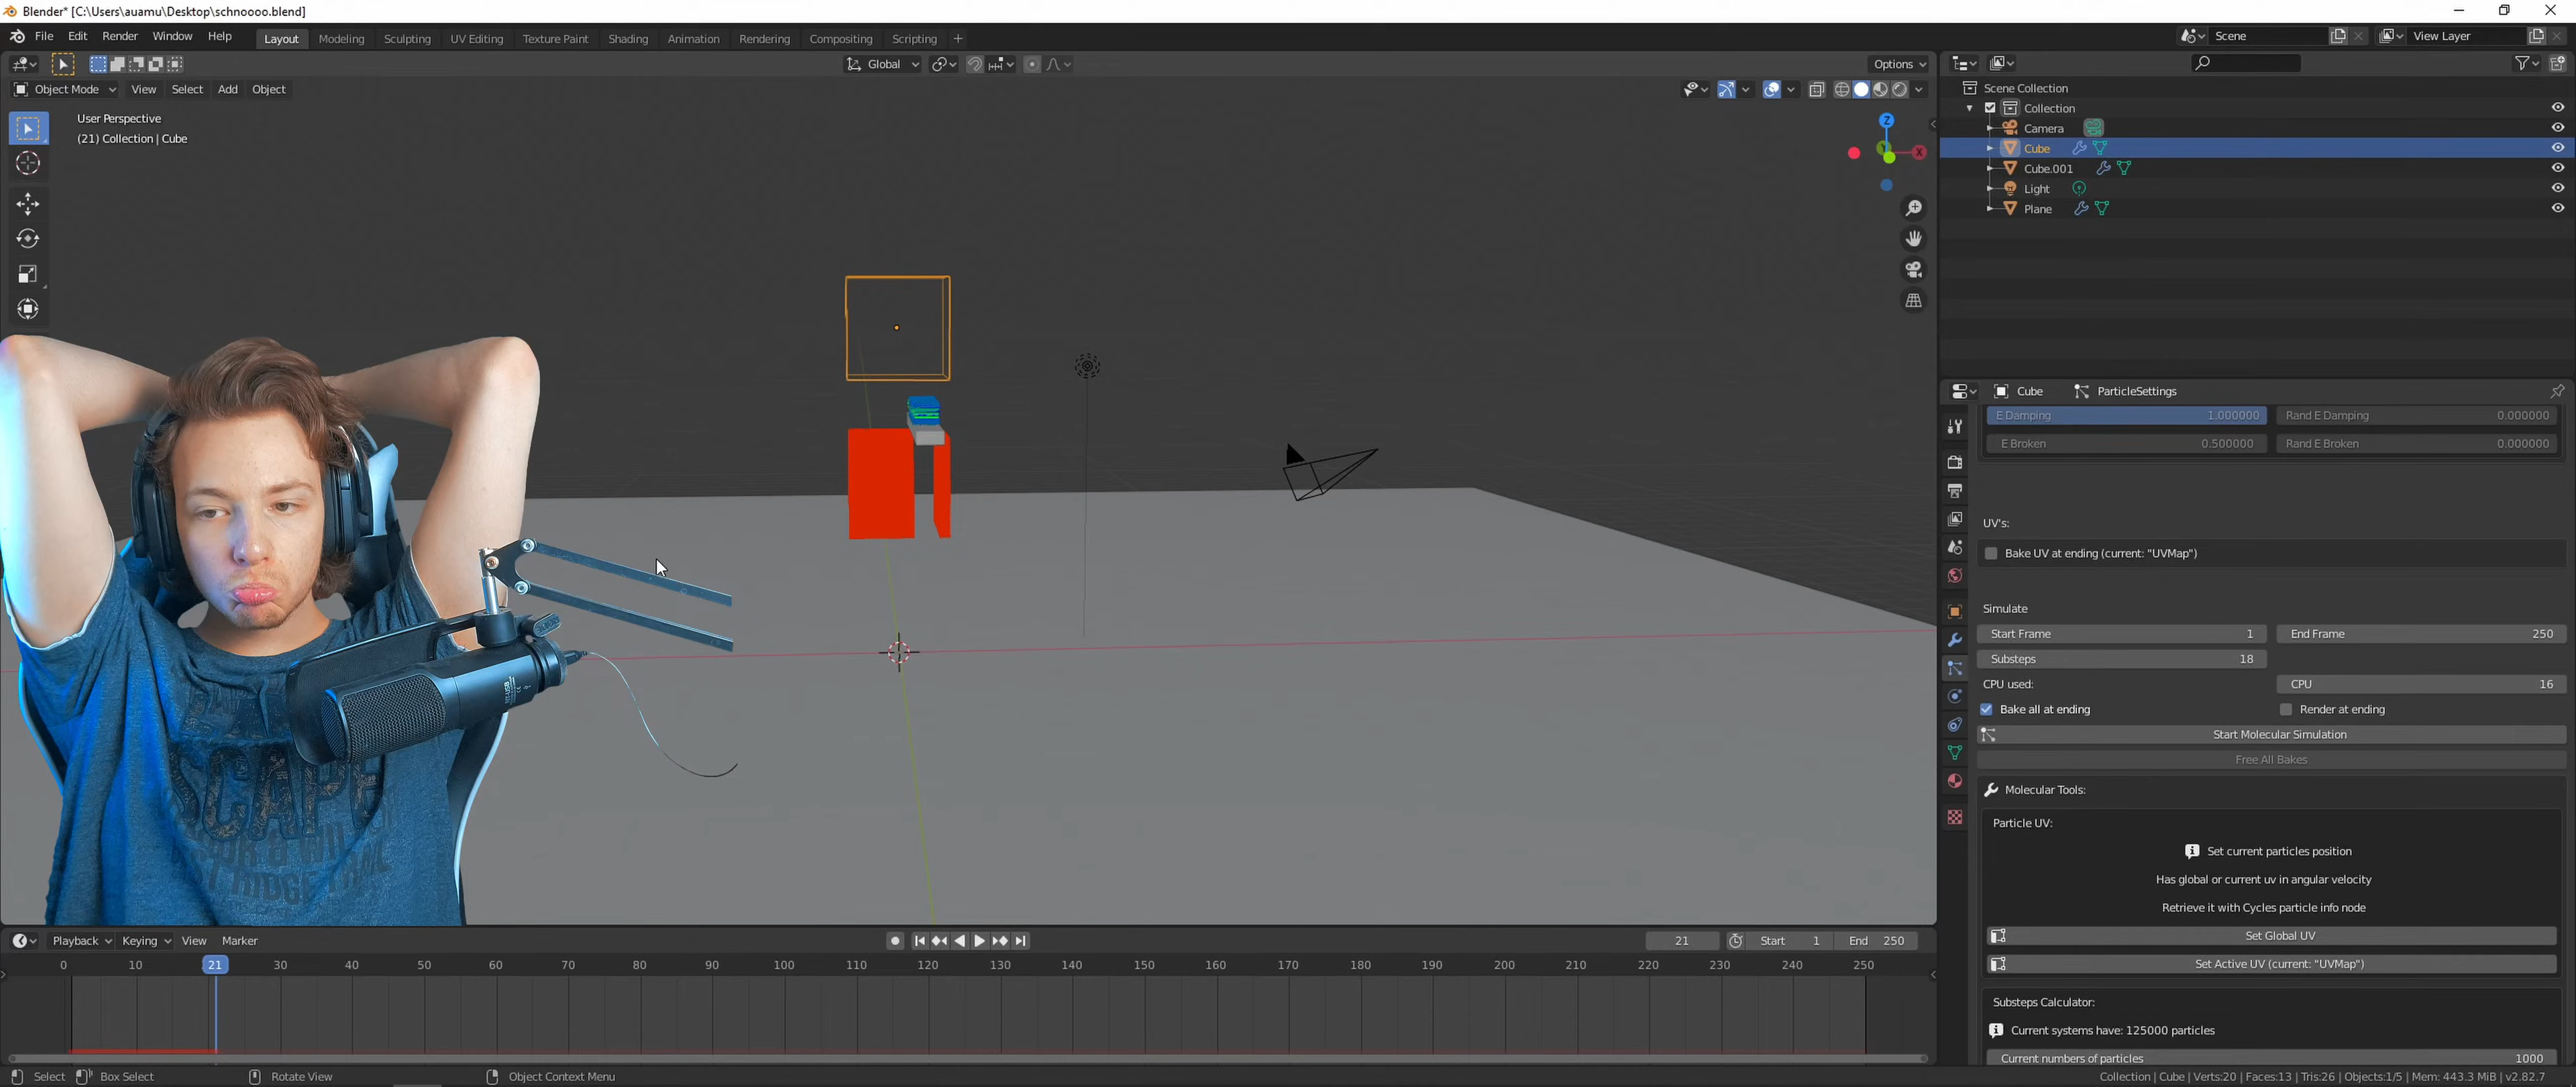 Blender* [C:\Users\auamu\Desktop\schnoooo.blend]
File Edit Render Window Help Layout Modeling Sculpting UV Editing Texture Paint Shading Animation Rendering Compositing Scripting + Scene View Layer
Global Options
Object Mode View Select Add Object
User Perspective
(21) Collection | Cube
Z
X
Scene Collection
Collection
Camera
Cube
Cube.001
Light
Plane
Cube ParticleSettings
E Damping 1.000000 Rand E Damping 0.000000
E Broken 0.500000 Rand E Broken 0.000000
UV's:
Bake UV at ending (current: "UVMap")
Simulate
Start Frame 1 End Frame 250
Substeps 18
CPU used: CPU 16
Bake all at ending Render at ending
Start Molecular Simulation
Free All Bakes
Molecular Tools:
Particle UV:
Set current particles position
Has global or current uv in angular velocity
Retrieve it with Cycles particle info node
Set Global UV
Set Active UV (current: "UVMap")
Substeps Calculator:
Current systems have: 125000 particles
Current numbers of particles 1000
Playback Keying View Marker 21 Start 1 End 250
0 10 21 30 40 50 60 70 80 90 100 110 120 130 140 150 160 170 180 190 200 210 220 230 240 250
Select Box Select Rotate View Object Context Menu
Collection | Cube | Verts:20 | Faces:13 | Tris:26 | Objects:1/5 | Mem: 443.3 MiB | v2.82.7